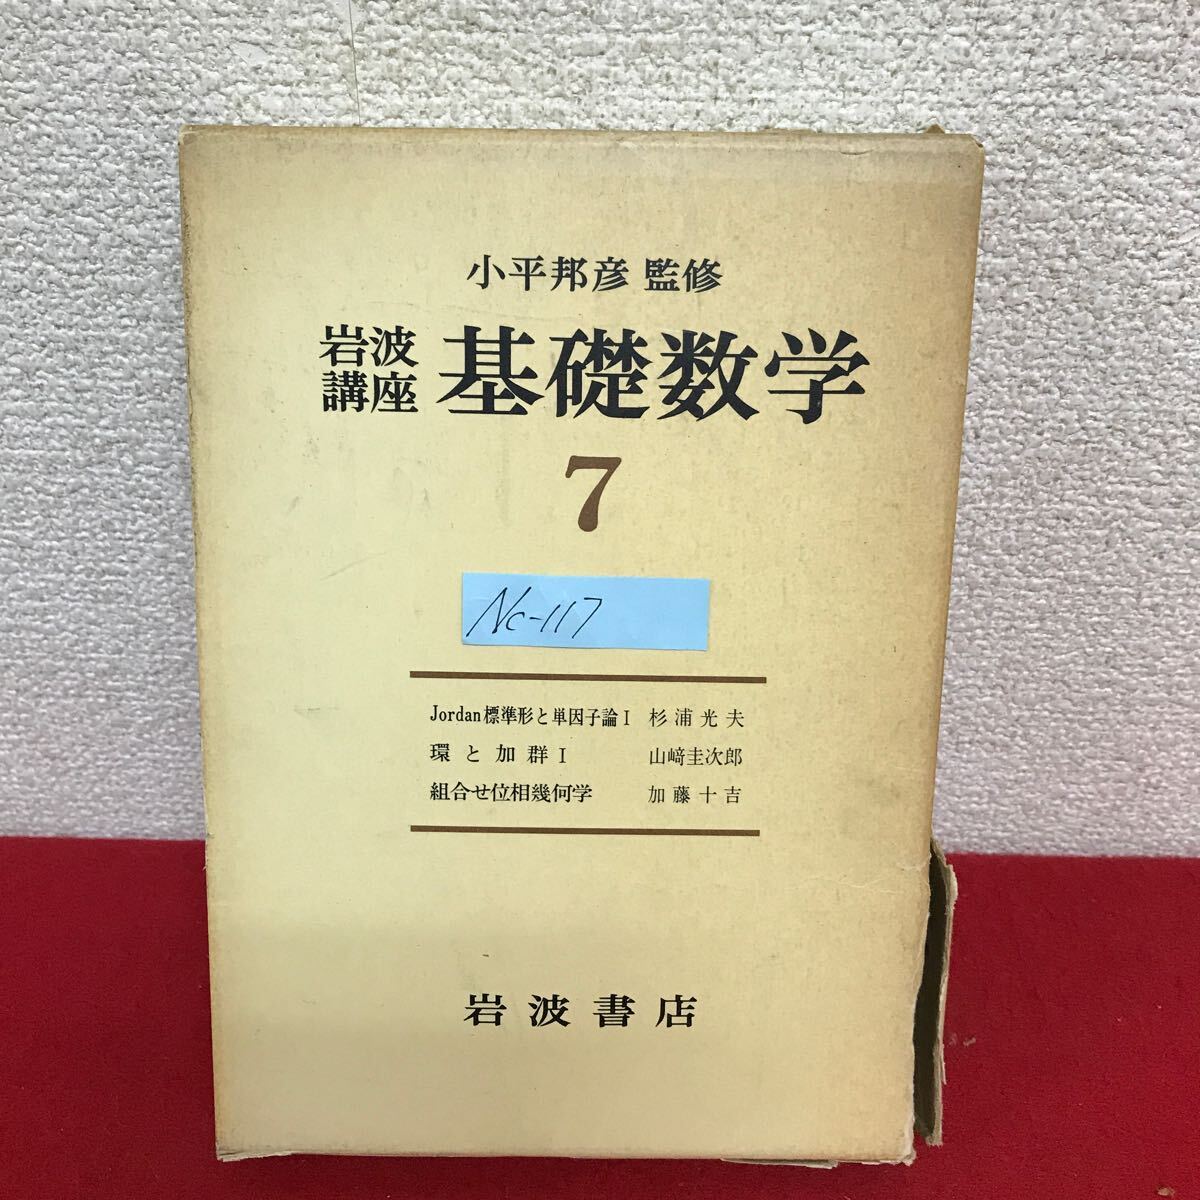 小平邦彦 監修
岩波講座 基礎数学
7
Nc-117
Jordan標準形と単因子論 I 杉浦光夫
環と加群 I 山﨑圭次郎
組合せ位相幾何学 加藤十吉
岩波書店